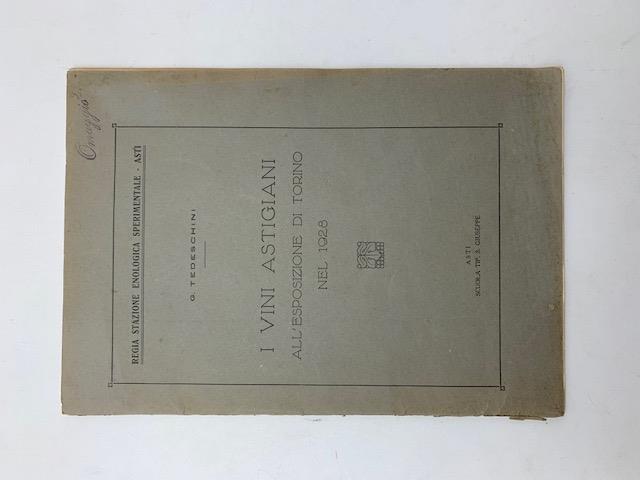 Omaggio
REGIA STAZIONE ENOLOGICA SPERIMENTALE - ASTI
G. TEDESCHINI
I VINI ASTIGIANI
ALL'ESPOSIZIONE DI TORINO
NEL 1928
ASTI
SCUOLA TIP. S. GIUSEPPE